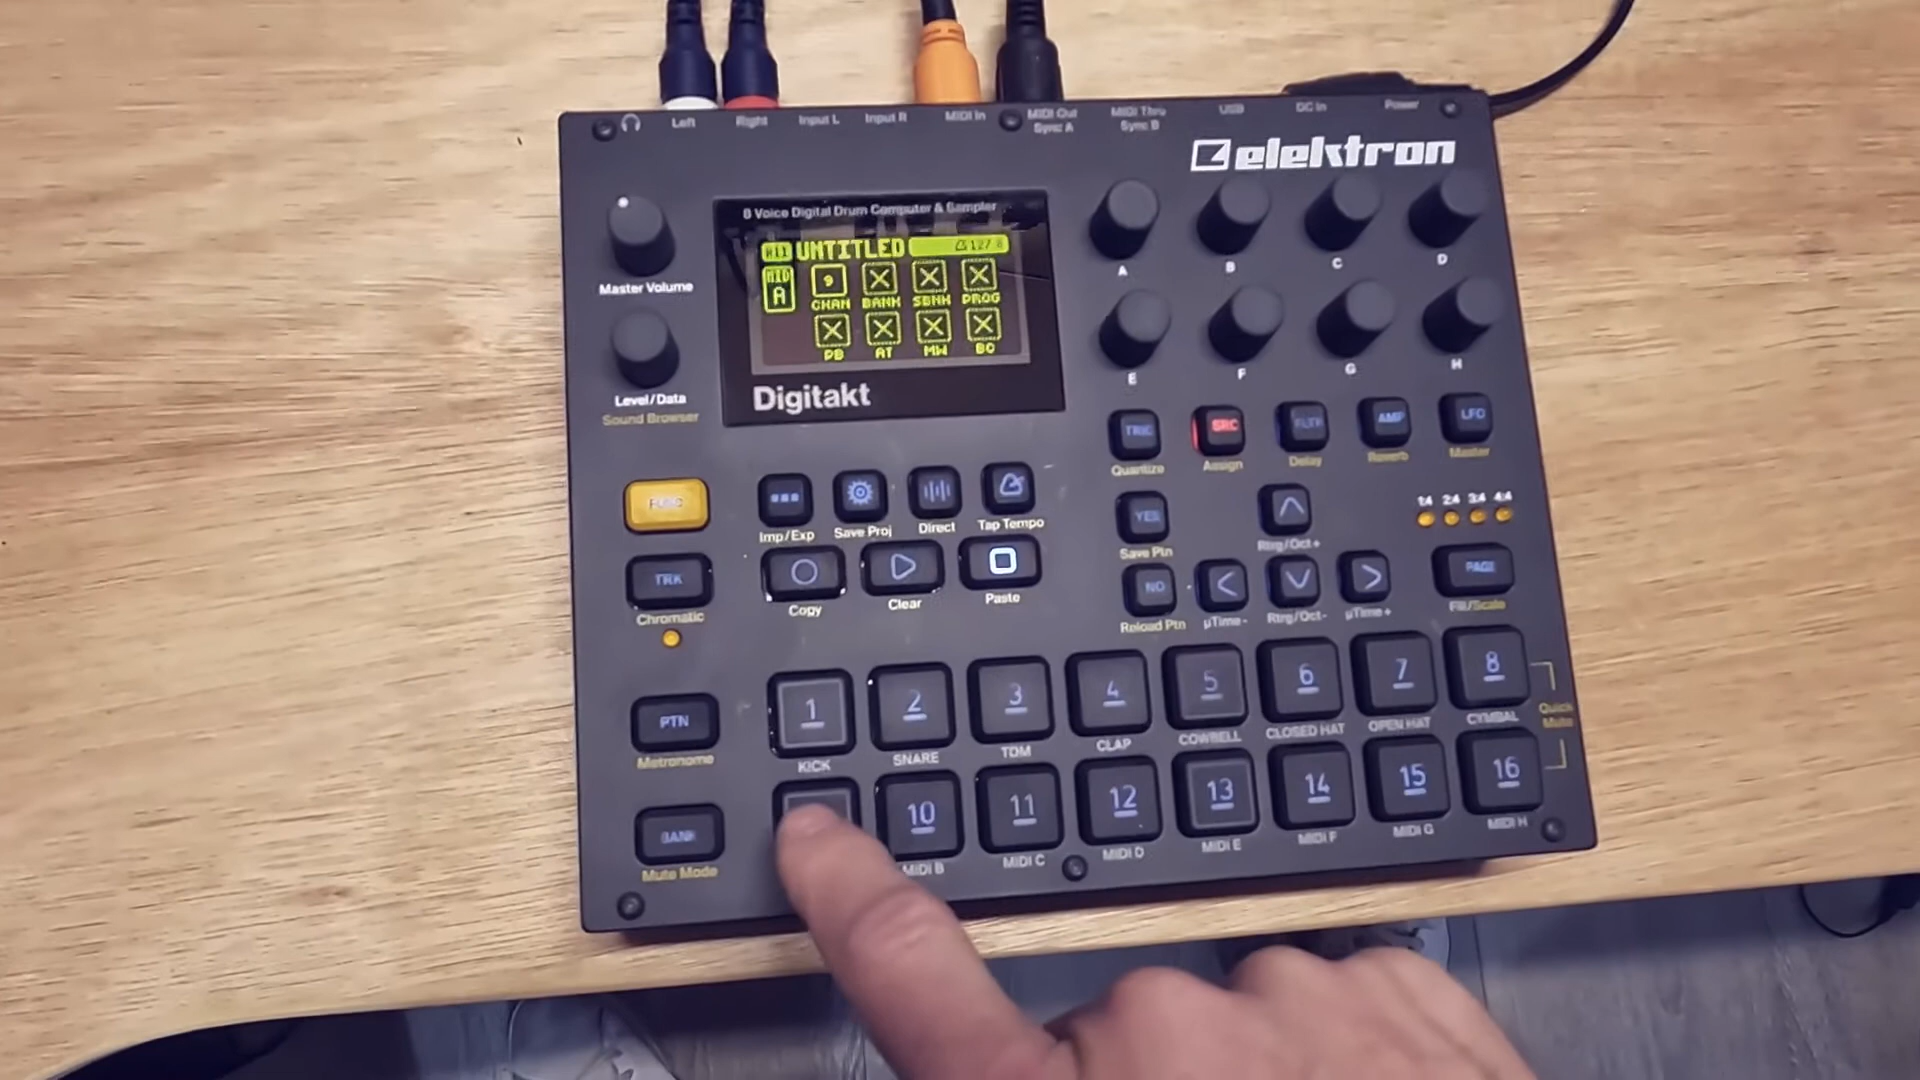 Left Right Input L Input R MIDI In MIDI Out MIDI Thru USB DC In Power
Sync A Sync B
elektron
8 Voice Digital Drum Computer & Sampler
UNTITLED 127.0
MID
A
9
CHAN BANK SBNK PROG
PB AT MW BC
Digitakt
Master Volume
Level/Data
Sound Browser
A B C D
E F G H
TRIG SRC FLTR AMP LFO
Quantize Assign Delay Reverb Master
FUNC
Imp/Exp Save Proj Direct Tap Tempo
YES
Save Ptn Rtrg/Oct+
1:4 2:4 3:4 4:4
TRK
Chromatic
Copy Clear Paste
NO
Reload Ptn µTime- Rtrg/Oct- µTime+
PAGE
Fill/Scale
PTN
Metronome
1 2 3 4 5 6 7 8
KICK SNARE TOM CLAP COWBELL CLOSED HAT OPEN HAT CYMBAL
Quick
Mute
BANK
Mute Mode
10 11 12 13 14 15 16
MIDI B MIDI C MIDI D MIDI E MIDI F MIDI G MIDI H